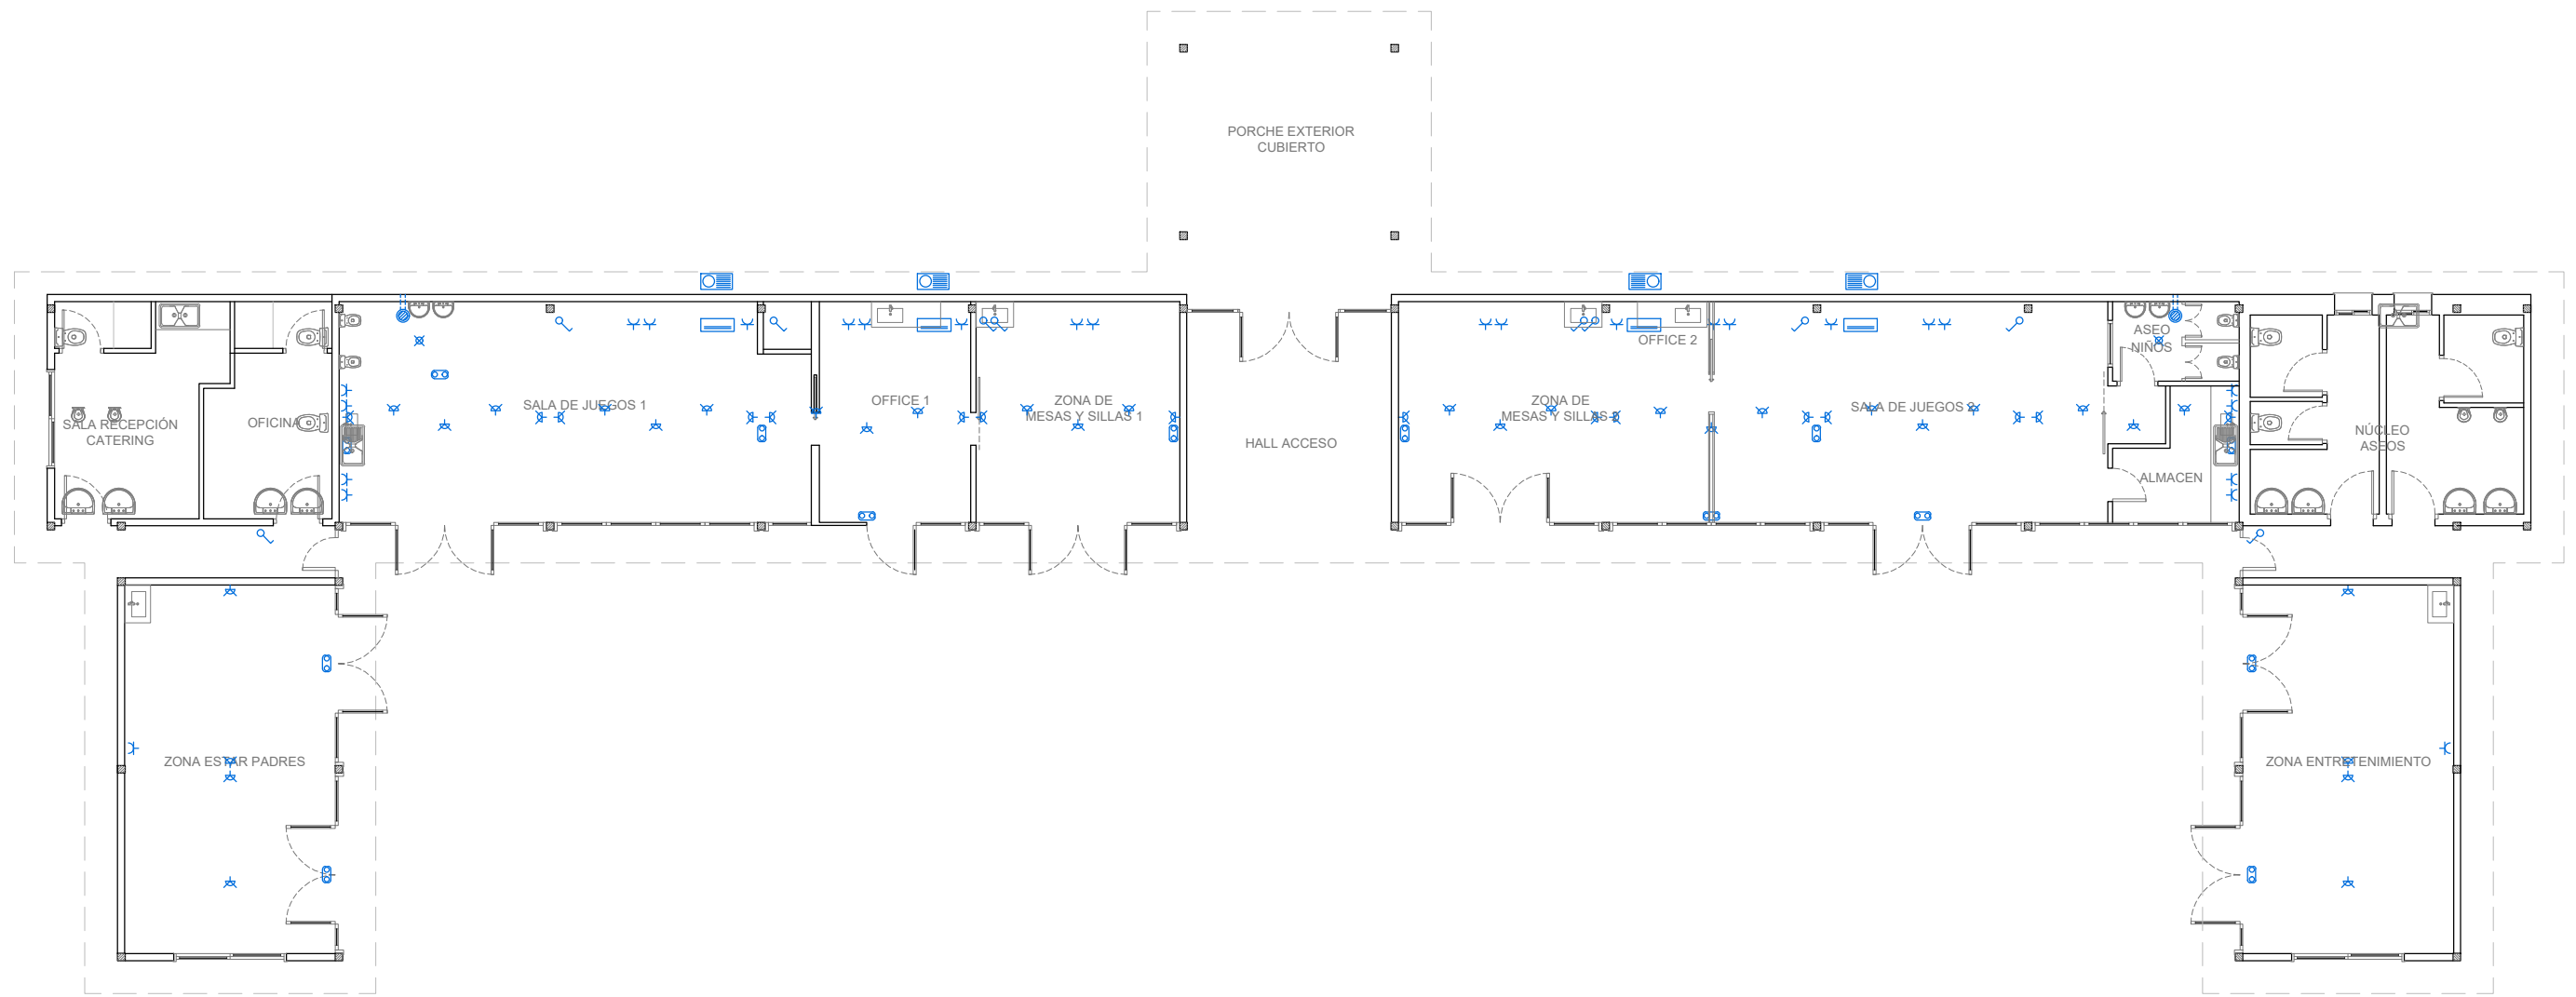 PORCHE EXTERIOR
CUBIERTO
SALA RECEPCIÓN
CATERING
OFICINA
SALA DE JUEGOS 1
OFFICE 1
ZONA DE
MESAS Y SILLAS 1
HALL ACCESO
ZONA DE
MESAS Y SILLAS 2
OFFICE 2
SALA DE JUEGOS 2
ASEO
NIÑOS
ALMACEN
NÚCLEO
ASEOS
ZONA ESTAR PADRES
ZONA ENTRETENIMIENTO